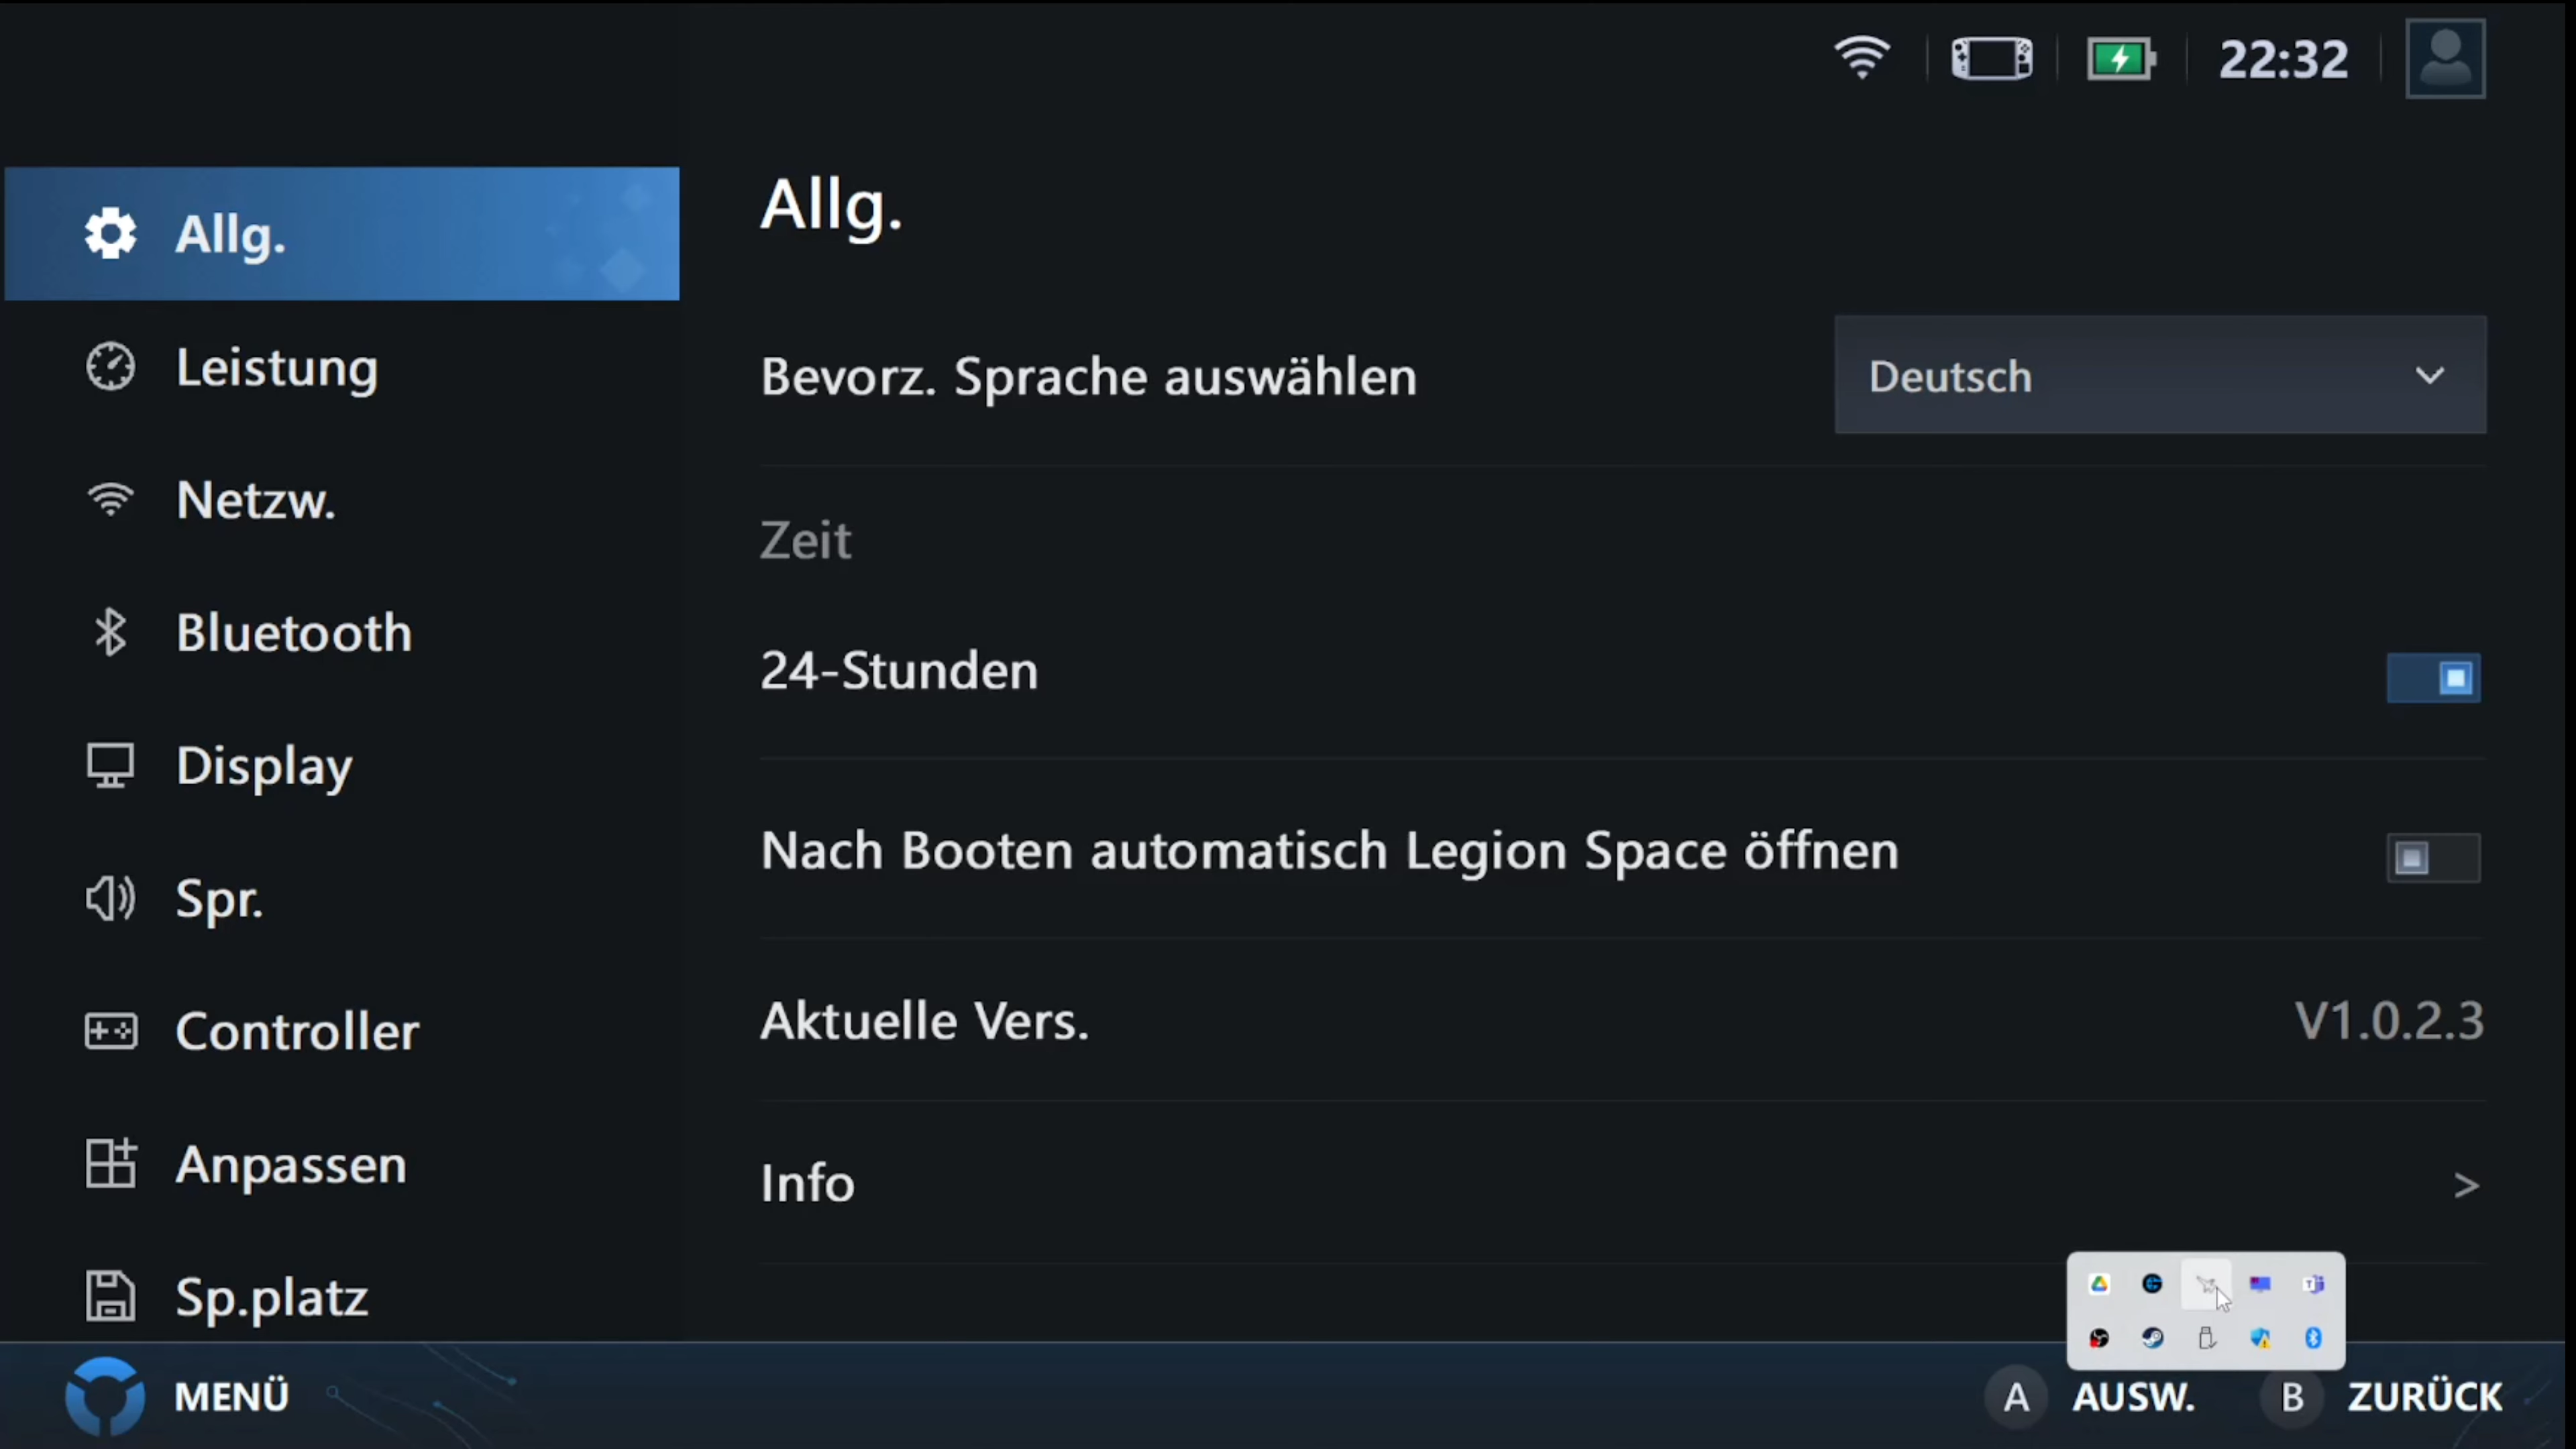 22:32
Allg.
Leistung
Netzw.
Bluetooth
Display
Spr.
Controller
Anpassen
Sp.platz
Allg.
Bevorz. Sprache auswählen
Deutsch
Zeit
24-Stunden
Nach Booten automatisch Legion Space öffnen
Aktuelle Vers.
V1.0.2.3
Info
>
MENÜ
A AUSW.
B ZURÜCK